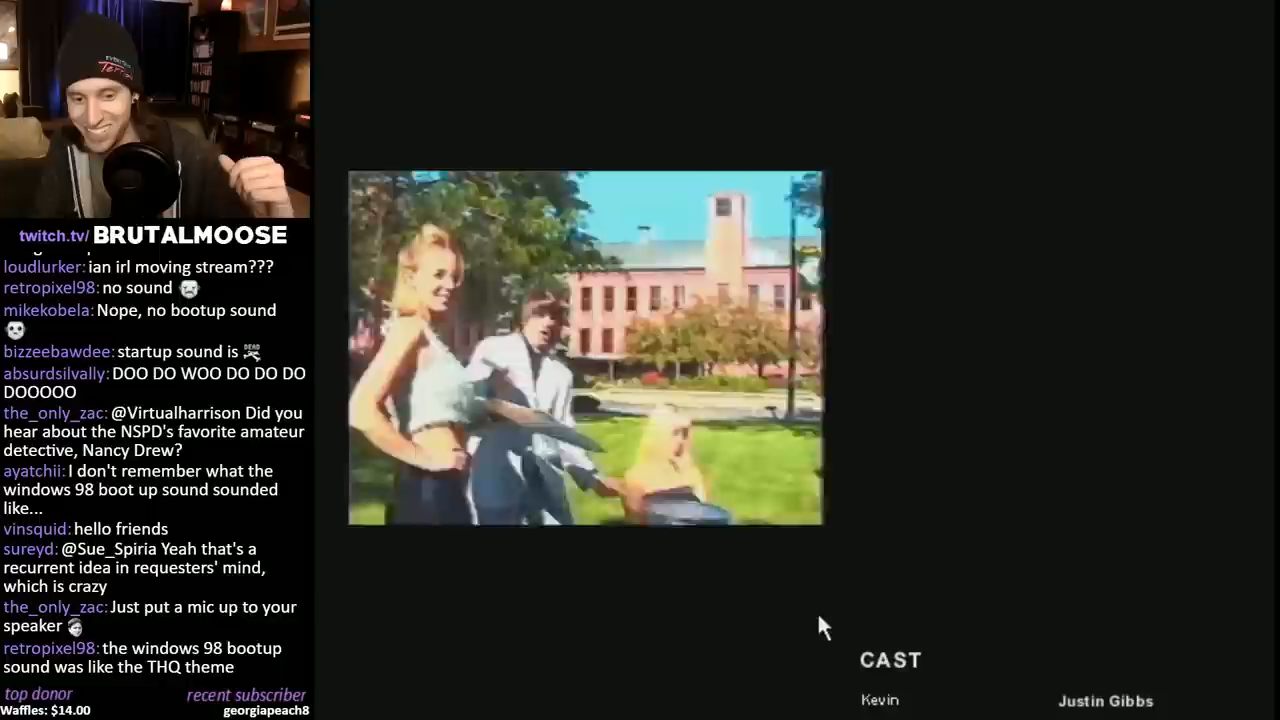 twitch.tv/ BRUTALMOOSE
loudlurker: ian irl moving stream???
retropixel98: no sound
mikekobela: Nope, no bootup sound
bizzeebawdee: startup sound is
absurdsilvally: DOO DO WOO DO DO DO
DOOOOO
the_only_zac: @Virtualharrison Did you
hear about the NSPD's favorite amateur
detective, Nancy Drew?
ayatchii: I don't remember what the
windows 98 boot up sound sounded
like...
vinsquid: hello friends
sureyd: @Sue_Spiria Yeah that's a
recurrent idea in requesters' mind,
which is crazy
the_only_zac: Just put a mic up to your
speaker
retropixel98: the windows 98 bootup
sound was like the THQ theme
top donor recent subscriber
Waffles: $14.00 georgiapeach8
CAST
Kevin Justin Gibbs